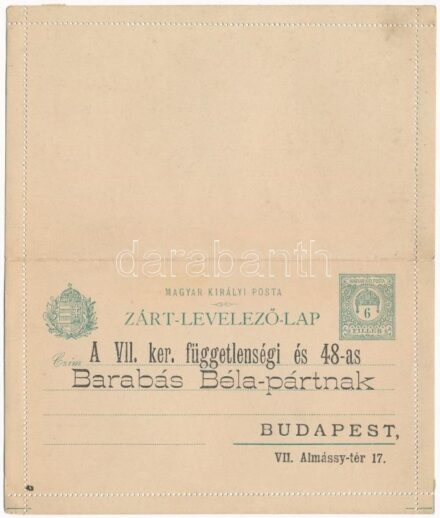 darabanth
MAGYAR KIRÁLYI POSTA
ZÁRT-LEVELEZŐ-LAP
6
FILLÉR
Czím
A VII. ker. függetlenségi és 48-as
Barabás Béla-pártnak
BUDAPEST,
VII. Almássy-tér 17.